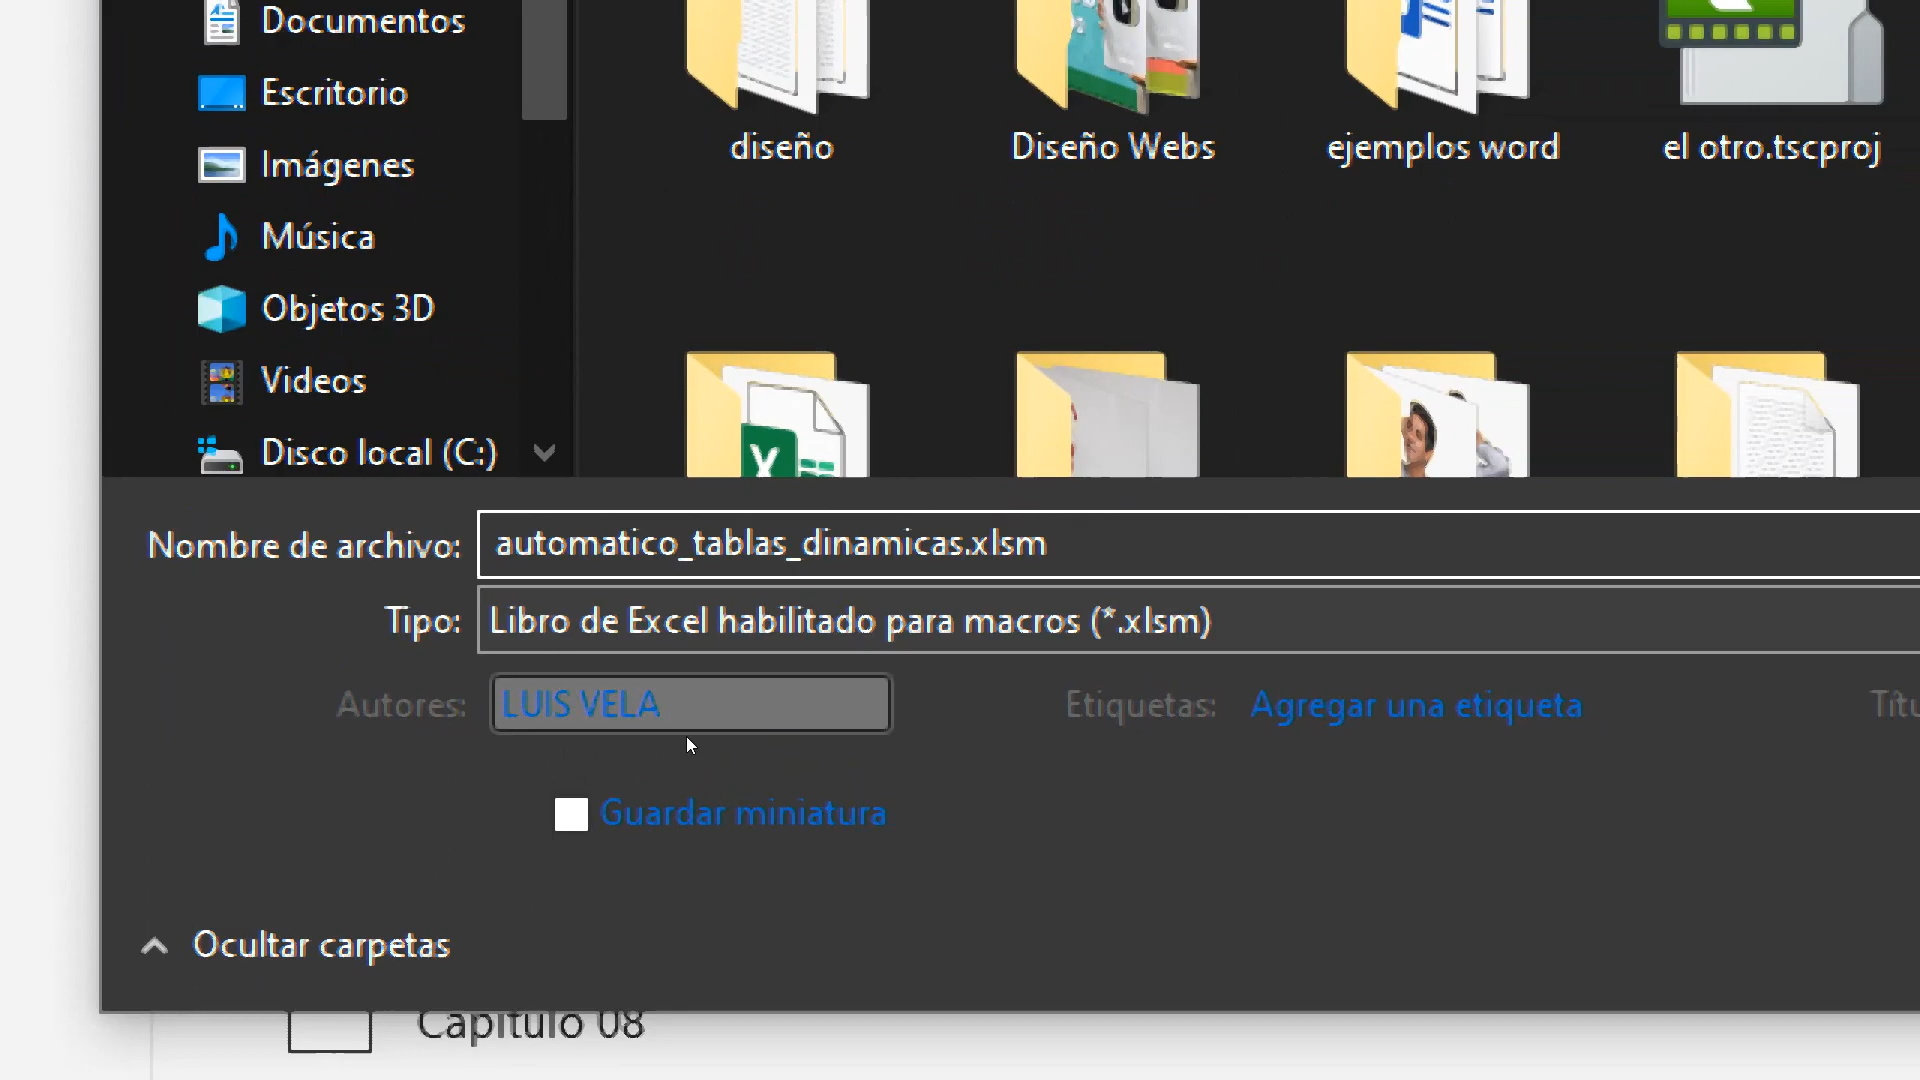 Documentos
Escritorio
Imágenes
Música
Objetos 3D
Videos
Disco local (C:)
diseño
Diseño Webs
ejemplos word
el otro.tscproj
Nombre de archivo: automatico_tablas_dinamicas.xlsm
Tipo: Libro de Excel habilitado para macros (*.xlsm)
Autores: LUIS VELA
Etiquetas: Agregar una etiqueta
Guardar miniatura
Ocultar carpetas
Capítulo 08